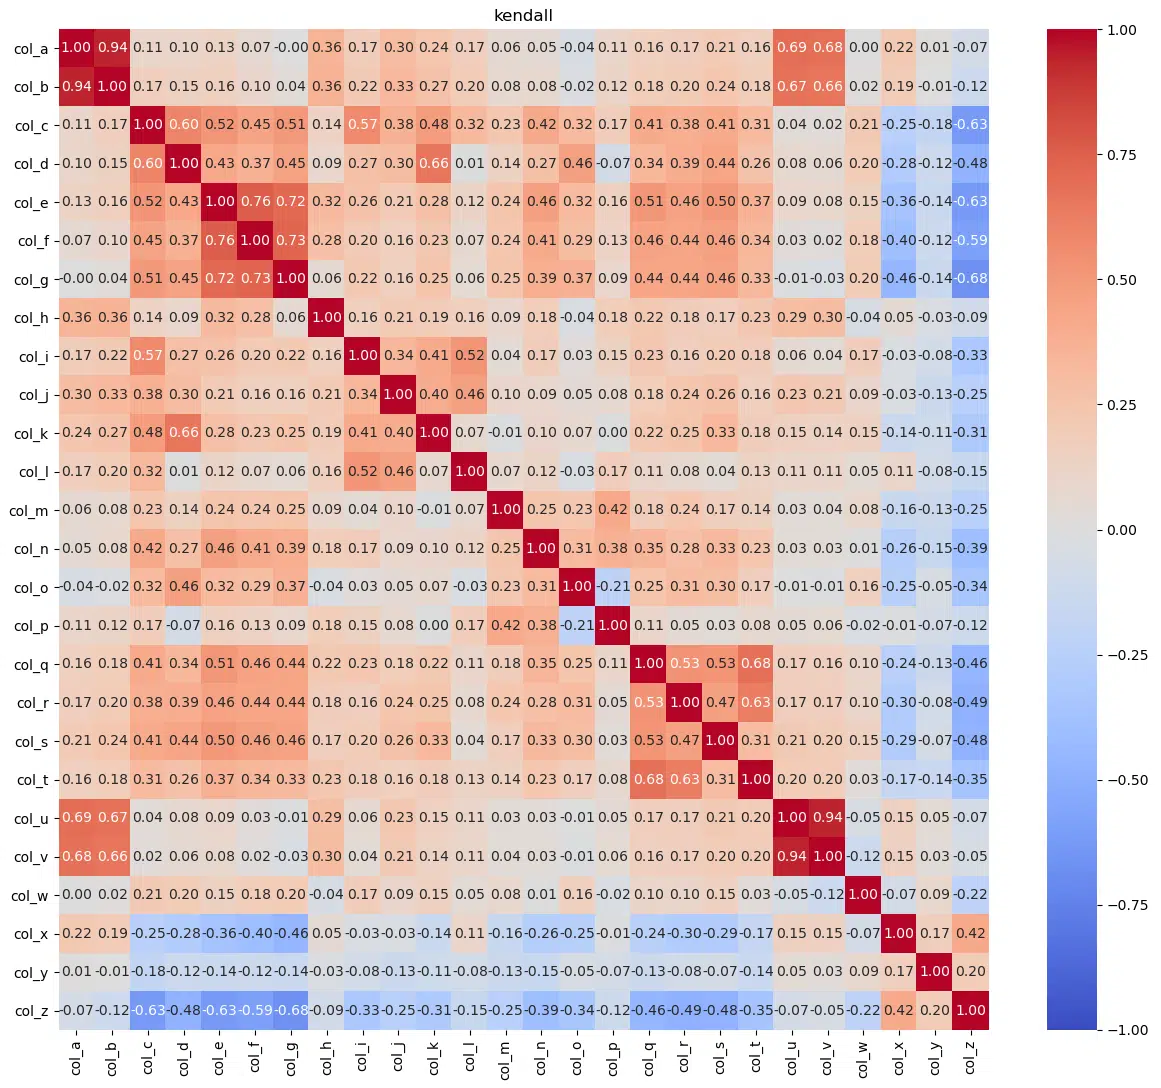 kendall
col_a 1.00 0.94 0.11 0.10 0.13 0.07 -0.00 0.36 0.17 0.30 0.24 0.17 0.06 0.05 -0.04 0.11 0.16 0.17 0.21 0.16 0.69 0.68 0.00 0.22 0.01 -0.07
col_b 0.94 1.00 0.17 0.15 0.16 0.10 0.04 0.36 0.22 0.33 0.27 0.20 0.08 0.08 -0.02 0.12 0.18 0.20 0.24 0.18 0.67 0.66 0.02 0.19 -0.01 -0.12
col_c 0.11 0.17 1.00 0.60 0.52 0.45 0.51 0.14 0.57 0.38 0.48 0.32 0.23 0.42 0.32 0.17 0.41 0.38 0.41 0.31 0.04 0.02 0.21 -0.25 -0.18 -0.63
col_d 0.10 0.15 0.60 1.00 0.43 0.37 0.45 0.09 0.27 0.30 0.66 0.01 0.14 0.27 0.46 -0.07 0.34 0.39 0.44 0.26 0.08 0.06 0.20 -0.28 -0.12 -0.48
col_e 0.13 0.16 0.52 0.43 1.00 0.76 0.72 0.32 0.26 0.21 0.28 0.12 0.24 0.46 0.32 0.16 0.51 0.46 0.50 0.37 0.09 0.08 0.15 -0.36 -0.14 -0.63
col_f 0.07 0.10 0.45 0.37 0.76 1.00 0.73 0.28 0.20 0.16 0.23 0.07 0.24 0.41 0.29 0.13 0.46 0.44 0.46 0.34 0.03 0.02 0.18 -0.40 -0.12 -0.59
col_g -0.00 0.04 0.51 0.45 0.72 0.73 1.00 0.06 0.22 0.16 0.25 0.06 0.25 0.39 0.37 0.09 0.44 0.44 0.46 0.33 -0.01 -0.03 0.20 -0.46 -0.14 -0.68
col_h 0.36 0.36 0.14 0.09 0.32 0.28 0.06 1.00 0.16 0.21 0.19 0.16 0.09 0.18 -0.04 0.18 0.22 0.18 0.17 0.23 0.29 0.30 -0.04 0.05 -0.03 -0.09
col_i 0.17 0.22 0.57 0.27 0.26 0.20 0.22 0.16 1.00 0.34 0.41 0.52 0.04 0.17 0.03 0.15 0.23 0.16 0.20 0.18 0.06 0.04 0.17 -0.03 -0.08 -0.33
col_j 0.30 0.33 0.38 0.30 0.21 0.16 0.16 0.21 0.34 1.00 0.40 0.46 0.10 0.09 0.05 0.08 0.18 0.24 0.26 0.16 0.23 0.21 0.09 -0.03 -0.13 -0.25
col_k 0.24 0.27 0.48 0.66 0.28 0.23 0.25 0.19 0.41 0.40 1.00 0.07 -0.01 0.10 0.07 0.00 0.22 0.25 0.33 0.18 0.15 0.14 0.15 -0.14 -0.11 -0.31
col_l 0.17 0.20 0.32 0.01 0.12 0.07 0.06 0.16 0.52 0.46 0.07 1.00 0.07 0.12 -0.03 0.17 0.11 0.08 0.04 0.13 0.11 0.11 0.05 0.11 -0.08 -0.15
col_m 0.06 0.08 0.23 0.14 0.24 0.24 0.25 0.09 0.04 0.10 -0.01 0.07 1.00 0.25 0.23 0.42 0.18 0.24 0.17 0.14 0.03 0.04 0.08 -0.16 -0.13 -0.25
col_n 0.05 0.08 0.42 0.27 0.46 0.41 0.39 0.18 0.17 0.09 0.10 0.12 0.25 1.00 0.31 0.38 0.35 0.28 0.33 0.23 0.03 0.03 0.01 -0.26 -0.15 -0.39
col_o -0.04 -0.02 0.32 0.46 0.32 0.29 0.37 -0.04 0.03 0.05 0.07 -0.03 0.23 0.31 1.00 -0.21 0.25 0.31 0.30 0.17 -0.01 -0.01 0.16 -0.25 -0.05 -0.34
col_p 0.11 0.12 0.17 -0.07 0.16 0.13 0.09 0.18 0.15 0.08 0.00 0.17 0.42 0.38 -0.21 1.00 0.11 0.05 0.03 0.08 0.05 0.06 -0.02 -0.01 -0.07 -0.12
col_q 0.16 0.18 0.41 0.34 0.51 0.46 0.44 0.22 0.23 0.18 0.22 0.11 0.18 0.35 0.25 0.11 1.00 0.53 0.53 0.68 0.17 0.16 0.10 -0.24 -0.13 -0.46
col_r 0.17 0.20 0.38 0.39 0.46 0.44 0.44 0.18 0.16 0.24 0.25 0.08 0.24 0.28 0.31 0.05 0.53 1.00 0.47 0.63 0.17 0.17 0.10 -0.30 -0.08 -0.49
col_s 0.21 0.24 0.41 0.44 0.50 0.46 0.46 0.17 0.20 0.26 0.33 0.04 0.17 0.33 0.30 0.03 0.53 0.47 1.00 0.31 0.21 0.20 0.15 -0.29 -0.07 -0.48
col_t 0.16 0.18 0.31 0.26 0.37 0.34 0.33 0.23 0.18 0.16 0.18 0.13 0.14 0.23 0.17 0.08 0.68 0.63 0.31 1.00 0.20 0.20 0.03 -0.17 -0.14 -0.35
col_u 0.69 0.67 0.04 0.08 0.09 0.03 -0.01 0.29 0.06 0.23 0.15 0.11 0.03 0.03 -0.01 0.05 0.17 0.17 0.21 0.20 1.00 0.94 -0.05 0.15 0.05 -0.07
col_v 0.68 0.66 0.02 0.06 0.08 0.02 -0.03 0.30 0.04 0.21 0.14 0.11 0.04 0.03 -0.01 0.06 0.16 0.17 0.20 0.20 0.94 1.00 -0.12 0.15 0.03 -0.05
col_w 0.00 0.02 0.21 0.20 0.15 0.18 0.20 -0.04 0.17 0.09 0.15 0.05 0.08 0.01 0.16 -0.02 0.10 0.10 0.15 0.03 -0.05 -0.12 1.00 -0.07 0.09 -0.22
col_x 0.22 0.19 -0.25 -0.28 -0.36 -0.40 -0.46 0.05 -0.03 -0.03 -0.14 0.11 -0.16 -0.26 -0.25 -0.01 -0.24 -0.30 -0.29 -0.17 0.15 0.15 -0.07 1.00 0.17 0.42
col_y 0.01 -0.01 -0.18 -0.12 -0.14 -0.12 -0.14 -0.03 -0.08 -0.13 -0.11 -0.08 -0.13 -0.15 -0.05 -0.07 -0.13 -0.08 -0.07 -0.14 0.05 0.03 0.09 0.17 1.00 0.20
col_z -0.07 -0.12 -0.63 -0.48 -0.63 -0.59 -0.68 -0.09 -0.33 -0.25 -0.31 -0.15 -0.25 -0.39 -0.34 -0.12 -0.46 -0.49 -0.48 -0.35 -0.07 -0.05 -0.22 0.42 0.20 1.00
col_a col_b col_c col_d col_e col_f col_g col_h col_i col_j col_k col_l col_m col_n col_o col_p col_q col_r col_s col_t col_u col_v col_w col_x col_y col_z
1.00
0.75
0.50
0.25
0.00
−0.25
−0.50
−0.75
−1.00